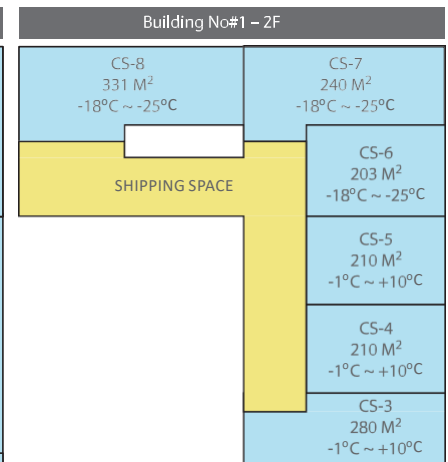 Building No#1 – 2F
CS-8
331 M²
-18°C ~ -25°C
CS-7
240 M²
-18°C ~ -25°C
SHIPPING SPACE
CS-6
203 M²
-18°C ~ -25°C
CS-5
210 M²
-1°C ~ +10°C
CS-4
210 M²
-1°C ~ +10°C
CS-3
280 M²
-1°C ~ +10°C